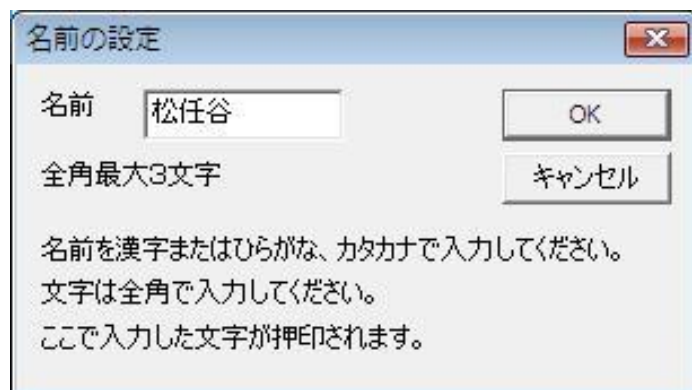 名前の設定
名前 松任谷 OK
全角最大3文字 キャンセル
名前を漢字またはひらがな、カタカナで入力してください。
文字は全角で入力してください。
ここで入力した文字が押印されます。